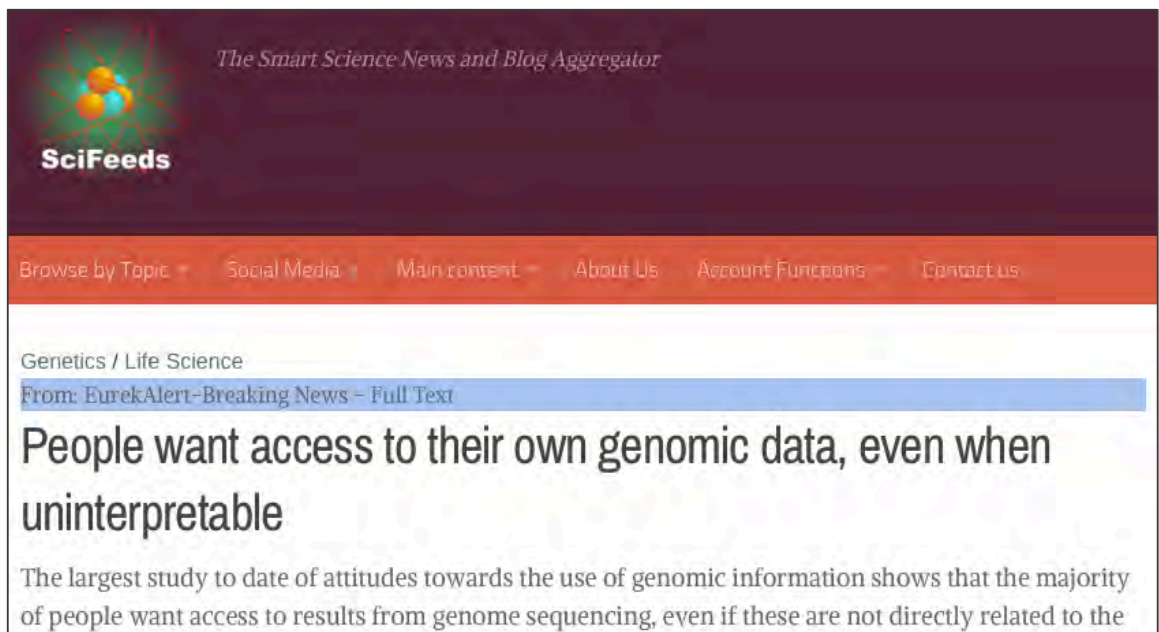 The Smart Science News and Blog Aggregator
SciFeeds
Browse by Topic Social Media Main content About Us Account Functions Contact us
Genetics / Life Science
From: EurekAlert-Breaking News - Full Text
People want access to their own genomic data, even when
uninterpretable
The largest study to date of attitudes towards the use of genomic information shows that the majority
of people want access to results from genome sequencing, even if these are not directly related to the